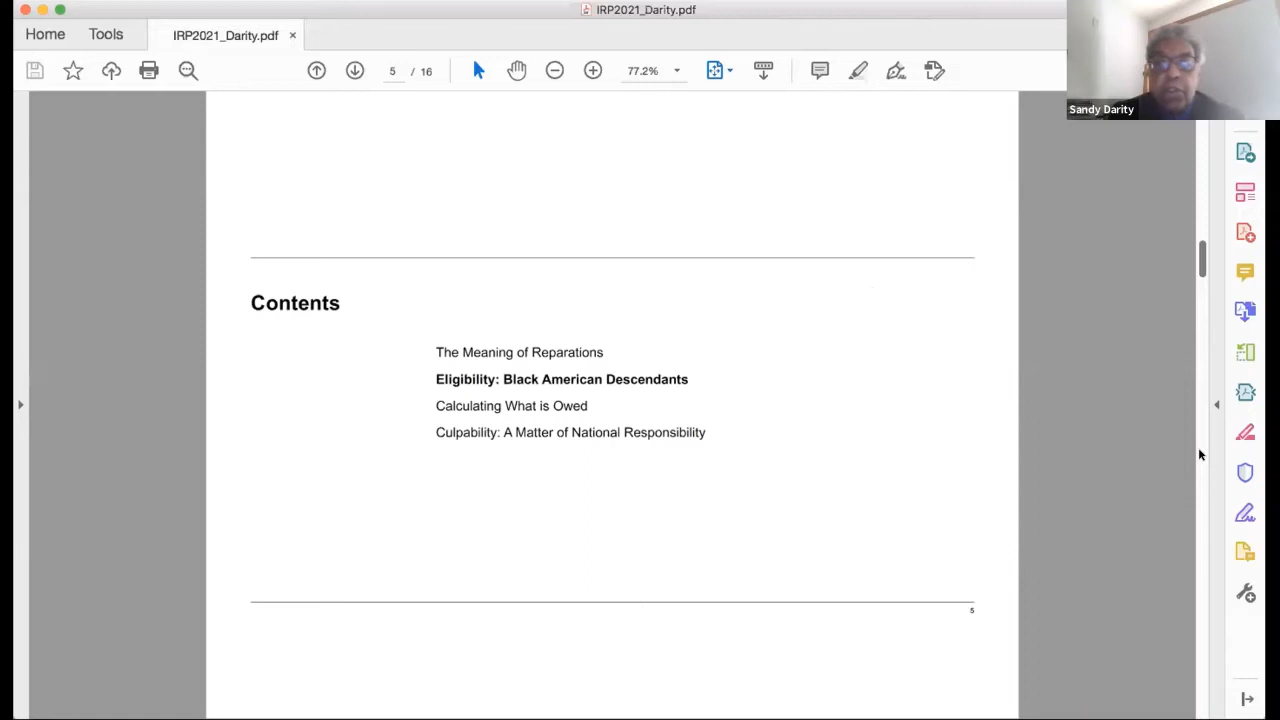 IRP2021_Darity.pdf
Home
Tools
IRP2021_Darity.pdf ×
5 / 16
77.2%
Sandy Darity
Contents
The Meaning of Reparations
Eligibility: Black American Descendants
Calculating What is Owed
Culpability: A Matter of National Responsibility
5